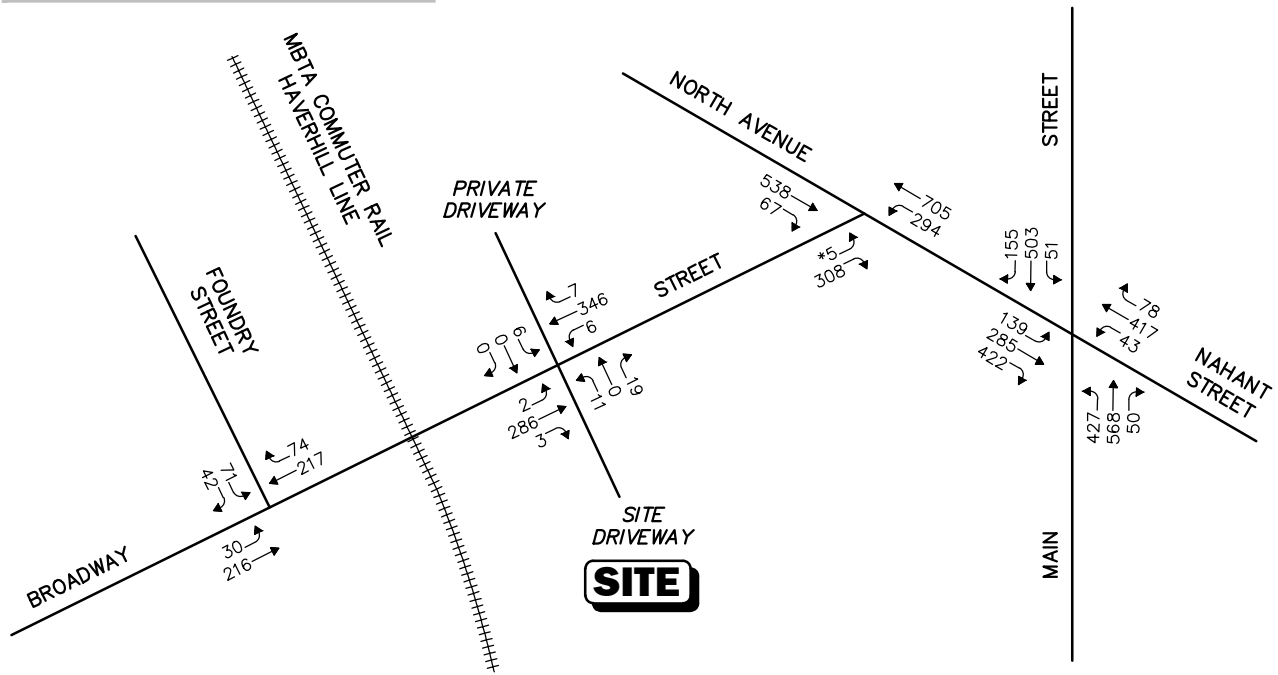 MBTA COMMUTER RAIL
HAVERHILL LINE
NORTH AVENUE
STREET
PRIVATE
DRIVEWAY
538
67
705
294
*5
308
155
503
51
139
285
422
78
417
43
NAHANT
STREET
427
568
50
STREET
FOUNDRY
STREET
7
346
6
0
0
6
2
286
3
11
0
19
74
217
42
71
30
216
BROADWAY
SITE
DRIVEWAY
SITE
MAIN